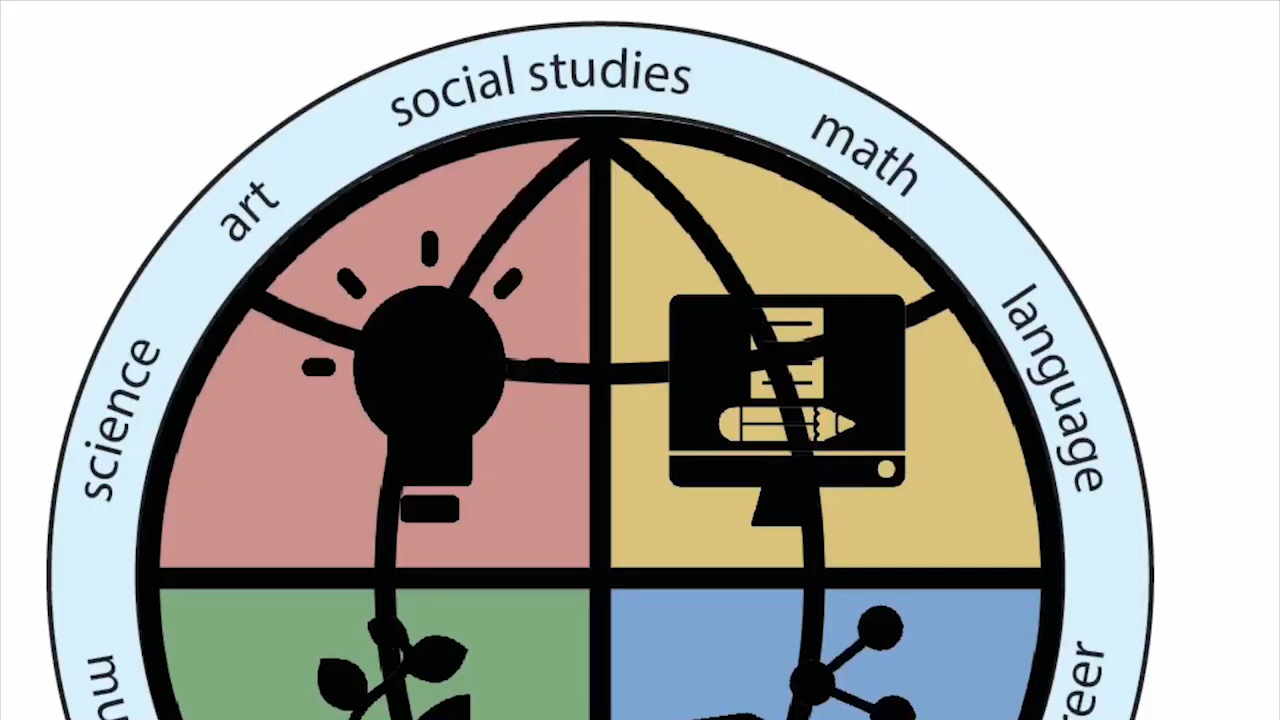 science
art
social studies
math
language